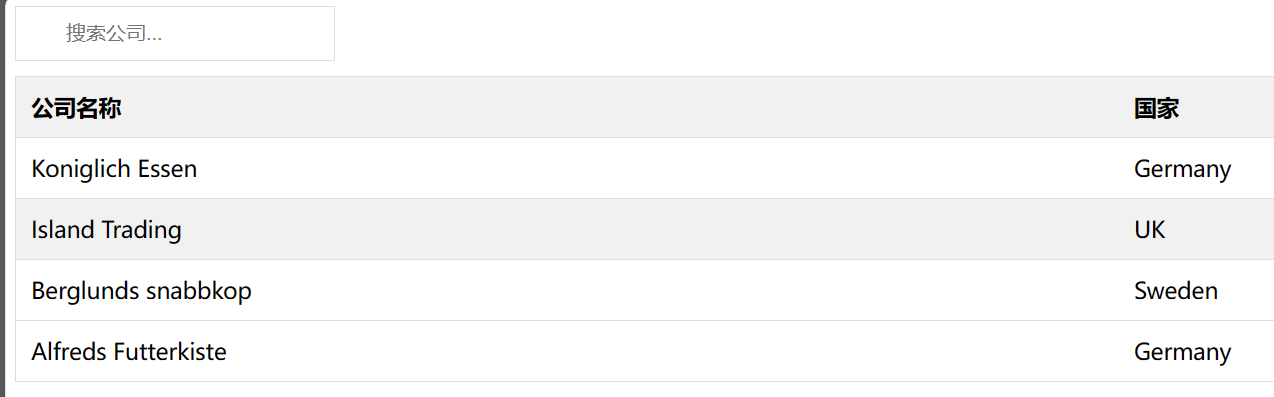 搜索公司...
公司名称 国家
Koniglich Essen Germany
Island Trading UK
Berglunds snabbkop Sweden
Alfreds Futterkiste Germany